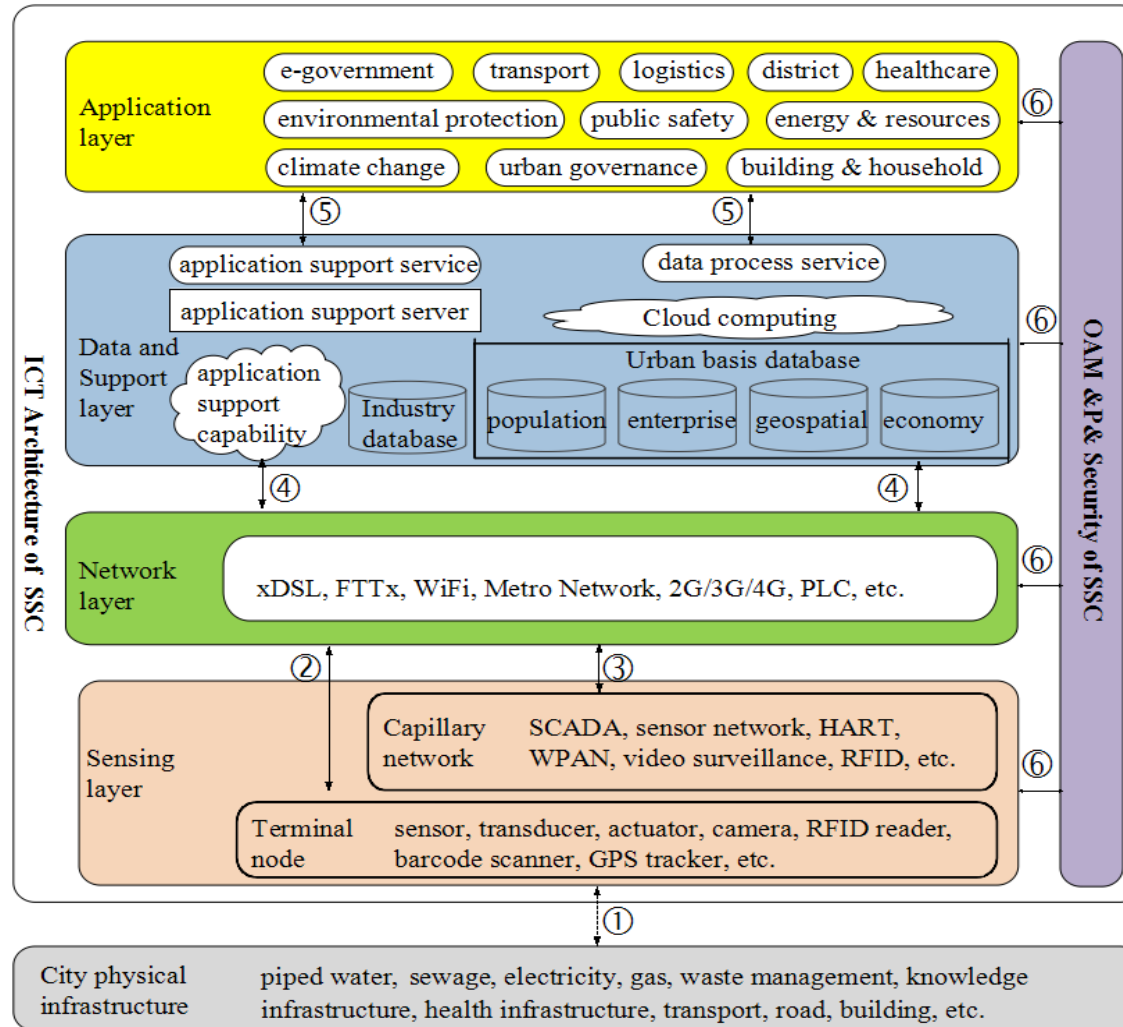 ICT Architecture of SSC
Application
layer
e-government
transport
logistics
district
healthcare
environmental protection
public safety
energy & resources
climate change
urban governance
building & household
⑥
⑤
⑤
Data and
Support
layer
application support service
data process service
application support server
Cloud computing
application
support
capability
Industry
database
Urban basis database
population
enterprise
geospatial
economy
⑥
④
④
Network
layer
xDSL, FTTx, WiFi, Metro Network, 2G/3G/4G, PLC, etc.
⑥
②
③
Sensing
layer
Capillary
network
SCADA, sensor network, HART,
WPAN, video surveillance, RFID, etc.
Terminal
node
sensor, transducer, actuator, camera, RFID reader,
barcode scanner, GPS tracker, etc.
⑥
OAM &P& Security of SSC
①
City physical
infrastructure
piped water, sewage, electricity, gas, waste management, knowledge
infrastructure, health infrastructure, transport, road, building, etc.